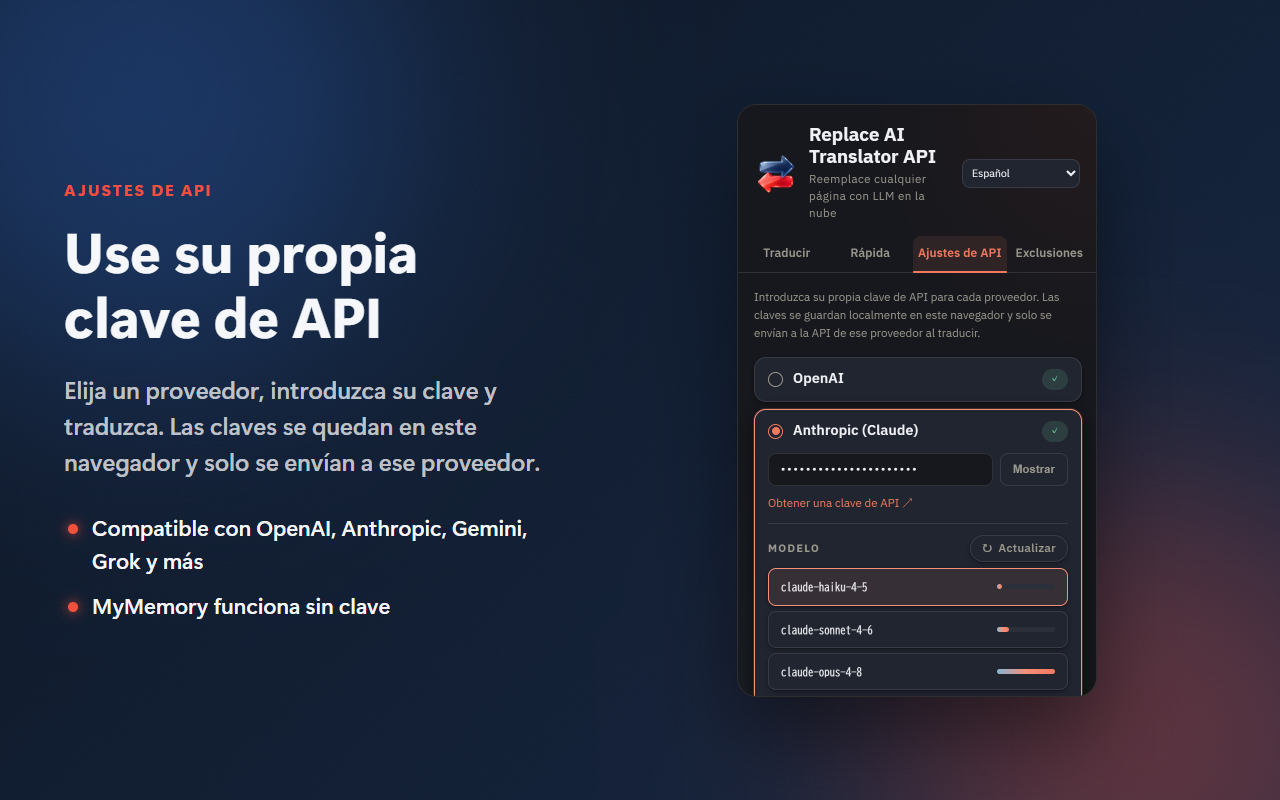 AJUSTES DE API
Use su propia
clave de API
Elija un proveedor, introduzca su clave y
traduzca. Las claves se quedan en este
navegador y solo se envían a ese proveedor.
Compatible con OpenAI, Anthropic, Gemini,
Grok y más
MyMemory funciona sin clave
Replace AI
Translator API
Reemplace cualquier
página con LLM en la
nube
Español
Traducir Rápida Ajustes de API Exclusiones
Introduzca su propia clave de API para cada proveedor. Las
claves se guardan localmente en este navegador y solo se
envían a la API de ese proveedor al traducir.
OpenAI ✓
Anthropic (Claude) ✓
•••••••••••••••••••••• Mostrar
Obtener una clave de API ↗
MODELO ↻ Actualizar
claude-haiku-4-5
claude-sonnet-4-6
claude-opus-4-8